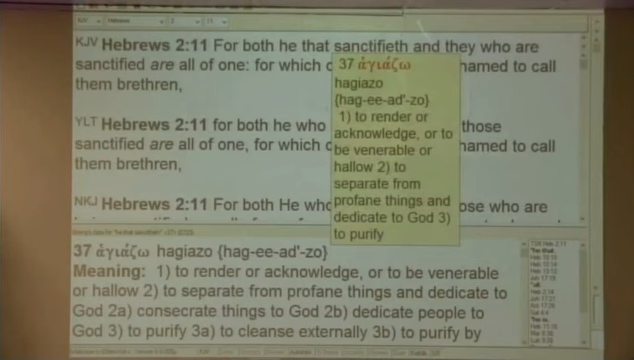 KJV Hebrews 2:11 For both he that sanctifieth and they who are
sanctified are all of one: for which c hamed to call
them brethren,
YLT Hebrews 2:11 for both he who those
sanctified are all of one, for which c hamed to call
them brethren,
NKJ Hebrews 2:11 For both He who ose who are
37 ἁγιάζω
hagiazo
{hag-ee-ad'-zo}
1) to render or
acknowledge, or to
be venerable or
hallow 2) to
separate from
profane things and
dedicate to God 3)
to purify
37 ἁγιάζω hagiazo {hag-ee-ad'-zo}
Meaning: 1) to render or acknowledge, or to be venerable
or hallow 2) to separate from profane things and dedicate to
God 2a) consecrate things to God 2b) dedicate people to
God 3) to purify 3a) to cleanse externally 3b) to purify by